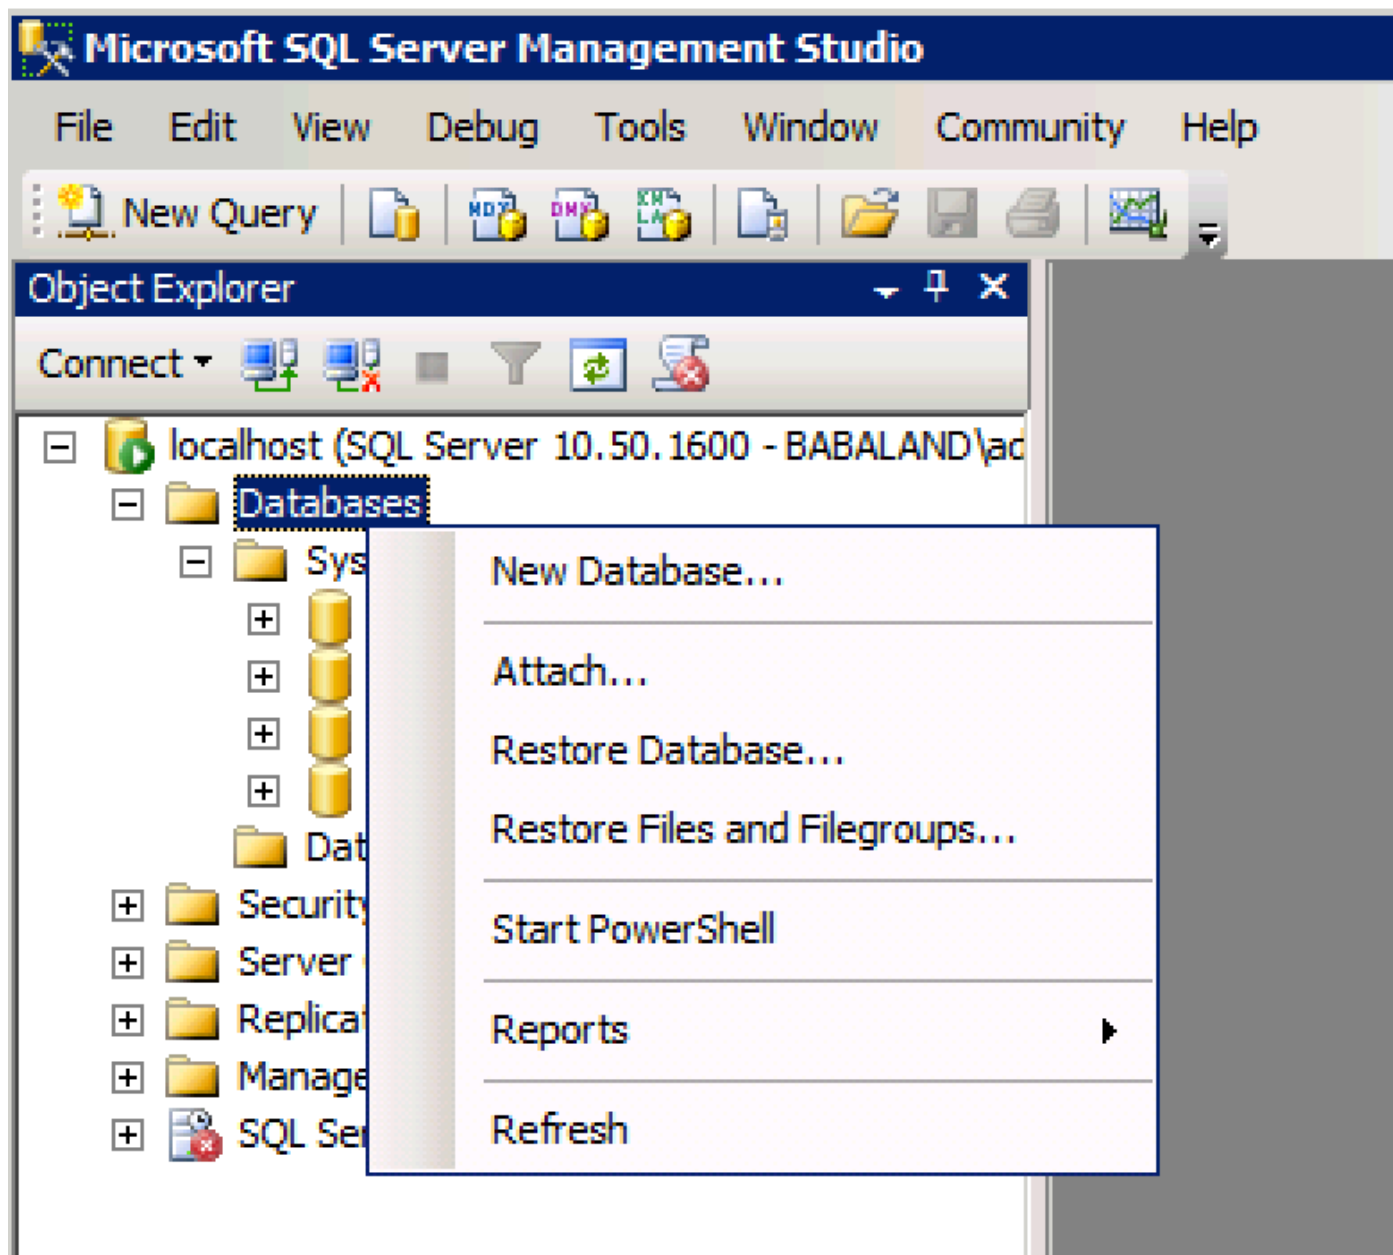 Microsoft SQL Server Management Studio
File Edit View Debug Tools Window Community Help
New Query
Object Explorer
Connect
localhost (SQL Server 10.50.1600 - BABALAND\ad
Databases
Sys
New Database...
Attach...
Restore Database...
Restore Files and Filegroups...
Dat
Security
Start PowerShell
Server
Replicat
Reports
Manage
SQL Ser
Refresh